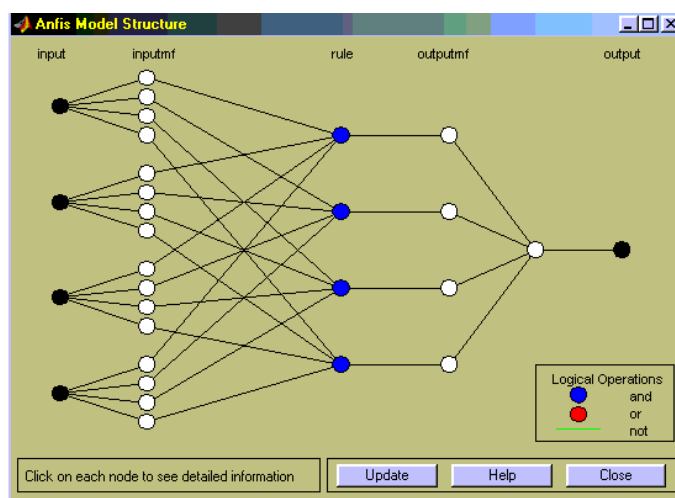 Anfis Model Structure
input inputmf rule outputmf output
Logical Operations
and
or
not
Click on each node to see detailed information
Update Help Close